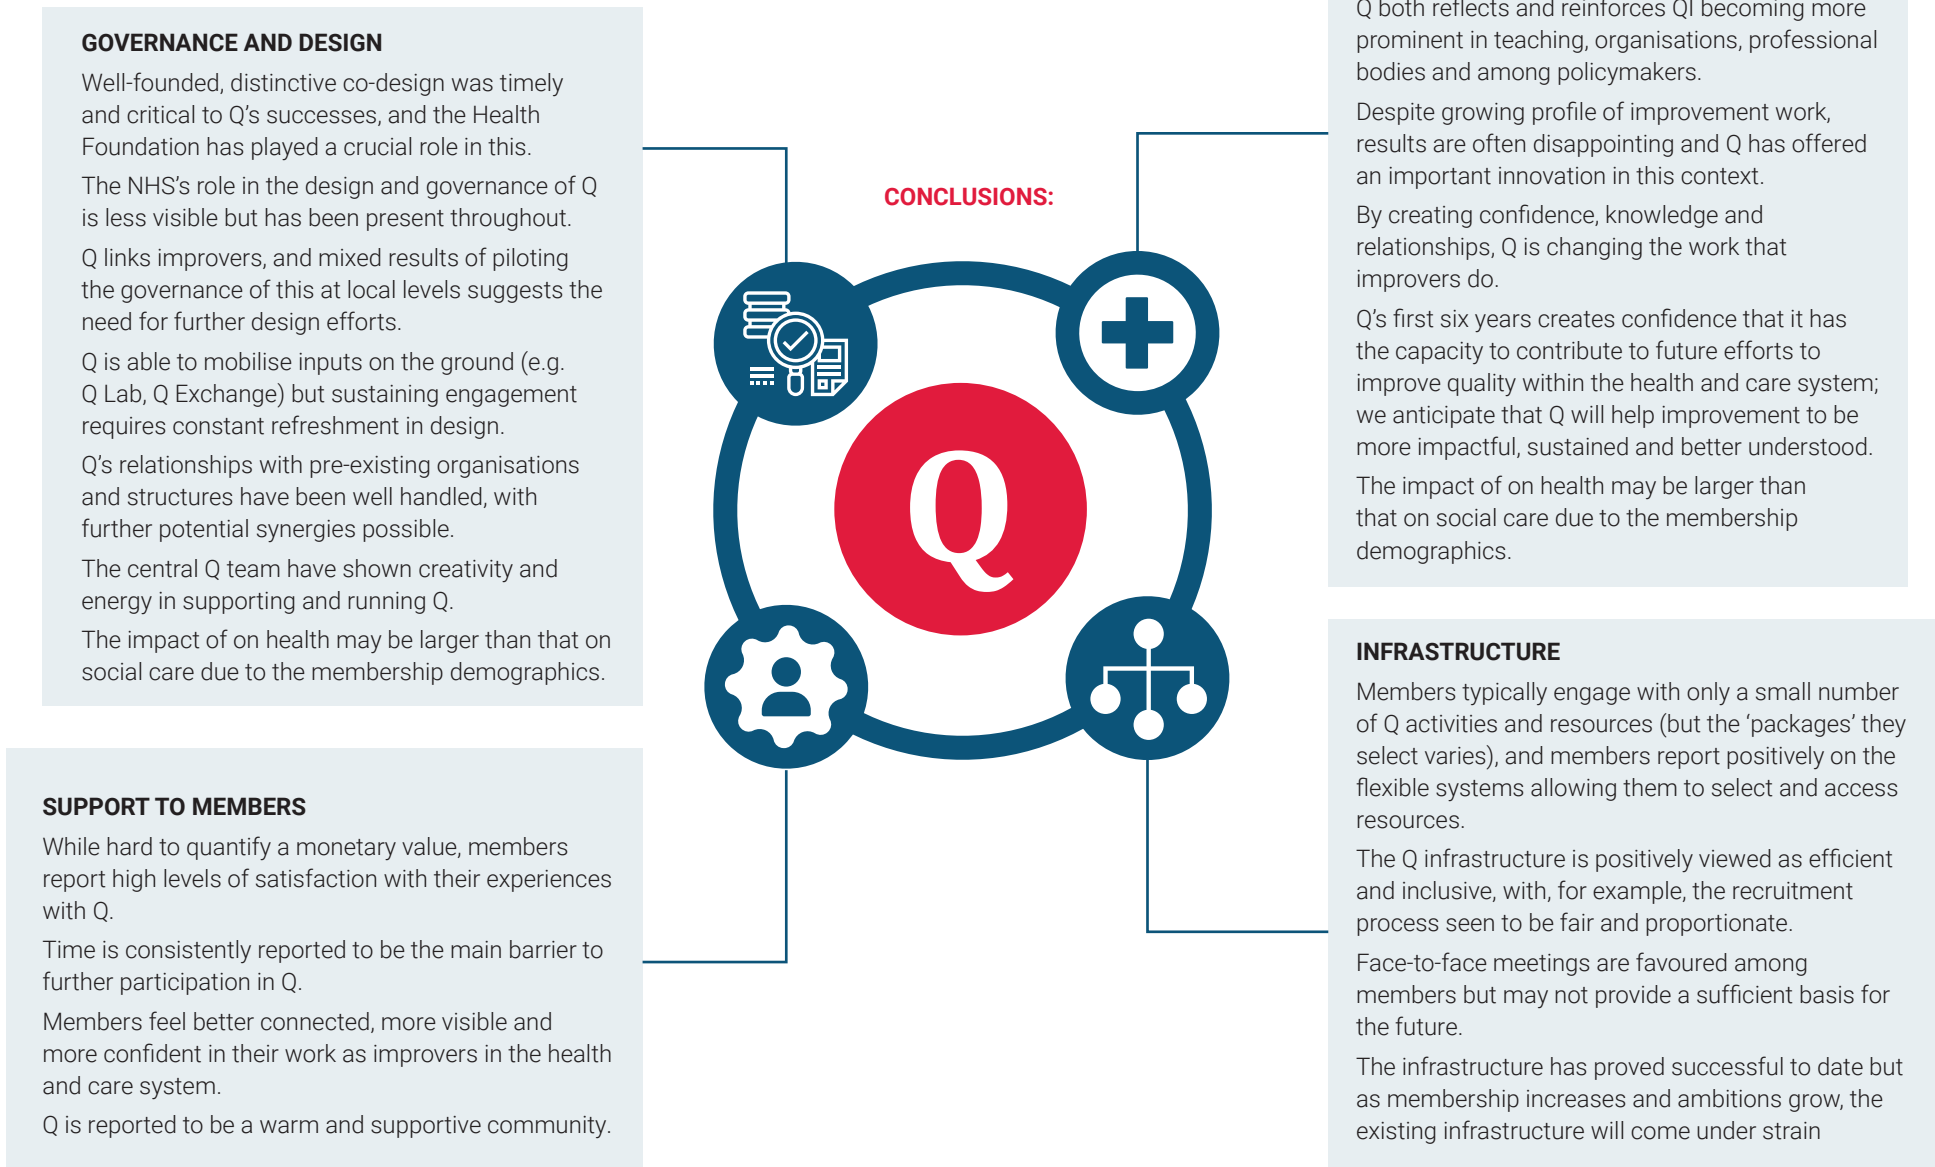 GOVERNANCE AND DESIGN
Well-founded, distinctive co-design was timely
and critical to Q’s successes, and the Health
Foundation has played a crucial role in this.
The NHS’s role in the design and governance of Q
is less visible but has been present throughout.
Q links improvers, and mixed results of piloting
the governance of this at local levels suggests the
need for further design efforts.
Q is able to mobilise inputs on the ground (e.g.
Q Lab, Q Exchange) but sustaining engagement
requires constant refreshment in design.
Q’s relationships with pre-existing organisations
and structures have been well handled, with
further potential synergies possible.
The central Q team have shown creativity and
energy in supporting and running Q.
The impact of on health may be larger than that on
social care due to the membership demographics.
SUPPORT TO MEMBERS
While hard to quantify a monetary value, members
report high levels of satisfaction with their experiences
with Q.
Time is consistently reported to be the main barrier to
further participation in Q.
Members feel better connected, more visible and
more confident in their work as improvers in the health
and care system.
Q is reported to be a warm and supportive community.
CONCLUSIONS:
Q
Q both reflects and reinforces QI becoming more
prominent in teaching, organisations, professional
bodies and among policymakers.
Despite growing profile of improvement work,
results are often disappointing and Q has offered
an important innovation in this context.
By creating confidence, knowledge and
relationships, Q is changing the work that
improvers do.
Q’s first six years creates confidence that it has
the capacity to contribute to future efforts to
improve quality within the health and care system;
we anticipate that Q will help improvement to be
more impactful, sustained and better understood.
The impact of on health may be larger than
that on social care due to the membership
demographics.
INFRASTRUCTURE
Members typically engage with only a small number
of Q activities and resources (but the ‘packages’ they
select varies), and members report positively on the
flexible systems allowing them to select and access
resources.
The Q infrastructure is positively viewed as efficient
and inclusive, with, for example, the recruitment
process seen to be fair and proportionate.
Face-to-face meetings are favoured among
members but may not provide a sufficient basis for
the future.
The infrastructure has proved successful to date but
as membership increases and ambitions grow, the
existing infrastructure will come under strain